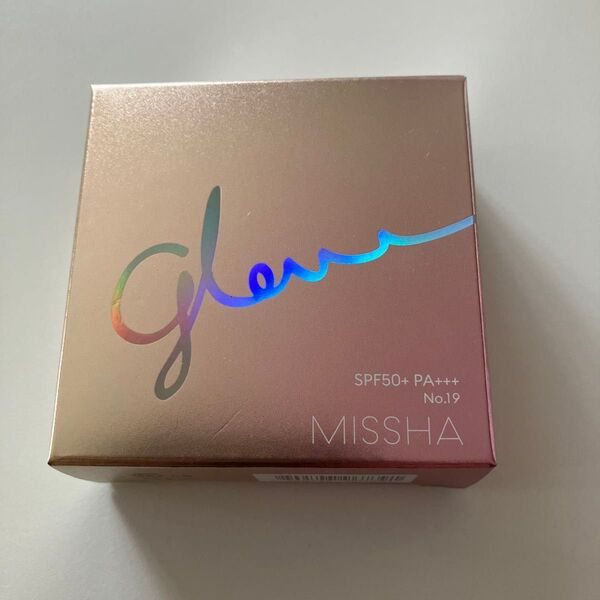 glow
SPF50+ PA+++
No.19
MISSHA